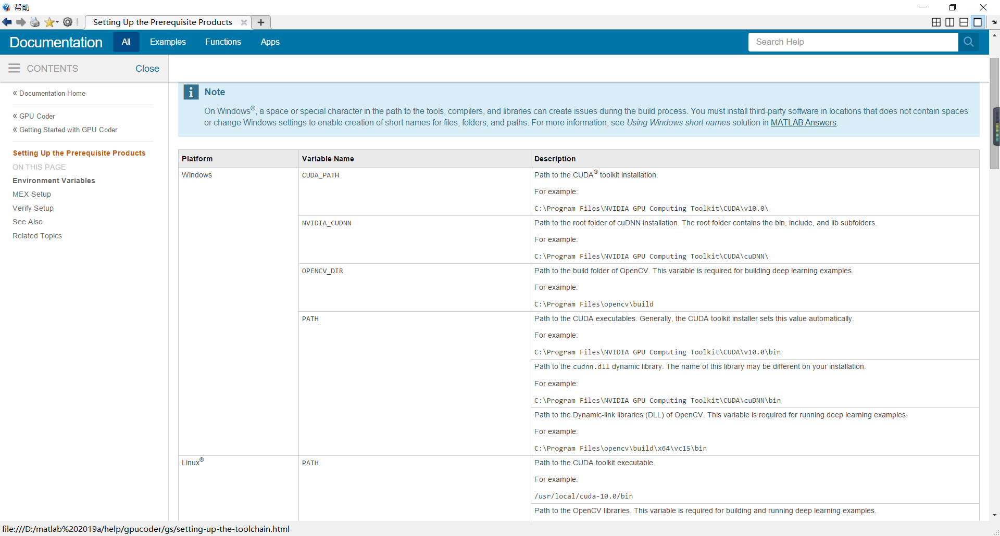 帮助
Setting Up the Prerequisite Products
Documentation All Examples Functions Apps Search Help
CONTENTS Close
« Documentation Home
« GPU Coder
« Getting Started with GPU Coder
Setting Up the Prerequisite Products
ON THIS PAGE
Environment Variables
MEX Setup
Verify Setup
See Also
Related Topics
Note
On Windows®, a space or special character in the path to the tools, compilers, and libraries can create issues during the build process. You must install third-party software in locations that does not contain spaces
or change Windows settings to enable creation of short names for files, folders, and paths. For more information, see Using Windows short names solution in MATLAB Answers.
Platform Variable Name Description
Windows CUDA_PATH Path to the CUDA® toolkit installation.
For example:
C:\Program Files\NVIDIA GPU Computing Toolkit\CUDA\v10.0\
NVIDIA_CUDNN Path to the root folder of cuDNN installation. The root folder contains the bin, include, and lib subfolders.
For example:
C:\Program Files\NVIDIA GPU Computing Toolkit\CUDA\cuDNN\
OPENCV_DIR Path to the build folder of OpenCV. This variable is required for building deep learning examples.
For example:
C:\Program Files\opencv\build
PATH Path to the CUDA executables. Generally, the CUDA toolkit installer sets this value automatically.
For example:
C:\Program Files\NVIDIA GPU Computing Toolkit\CUDA\v10.0\bin
Path to the cudnn.dll dynamic library. The name of this library may be different on your installation.
For example:
C:\Program Files\NVIDIA GPU Computing Toolkit\CUDA\cuDNN\bin
Path to the Dynamic-link libraries (DLL) of OpenCV. This variable is required for running deep learning examples.
For example:
C:\Program Files\opencv\build\x64\vc15\bin
Linux® PATH Path to the CUDA toolkit executable.
For example:
/usr/local/cuda-10.0/bin
Path to the OpenCV libraries. This variable is required for building and running deep learning examples.
file:///D:/matlab%202019a/help/gpucoder/gs/setting-up-the-toolchain.html